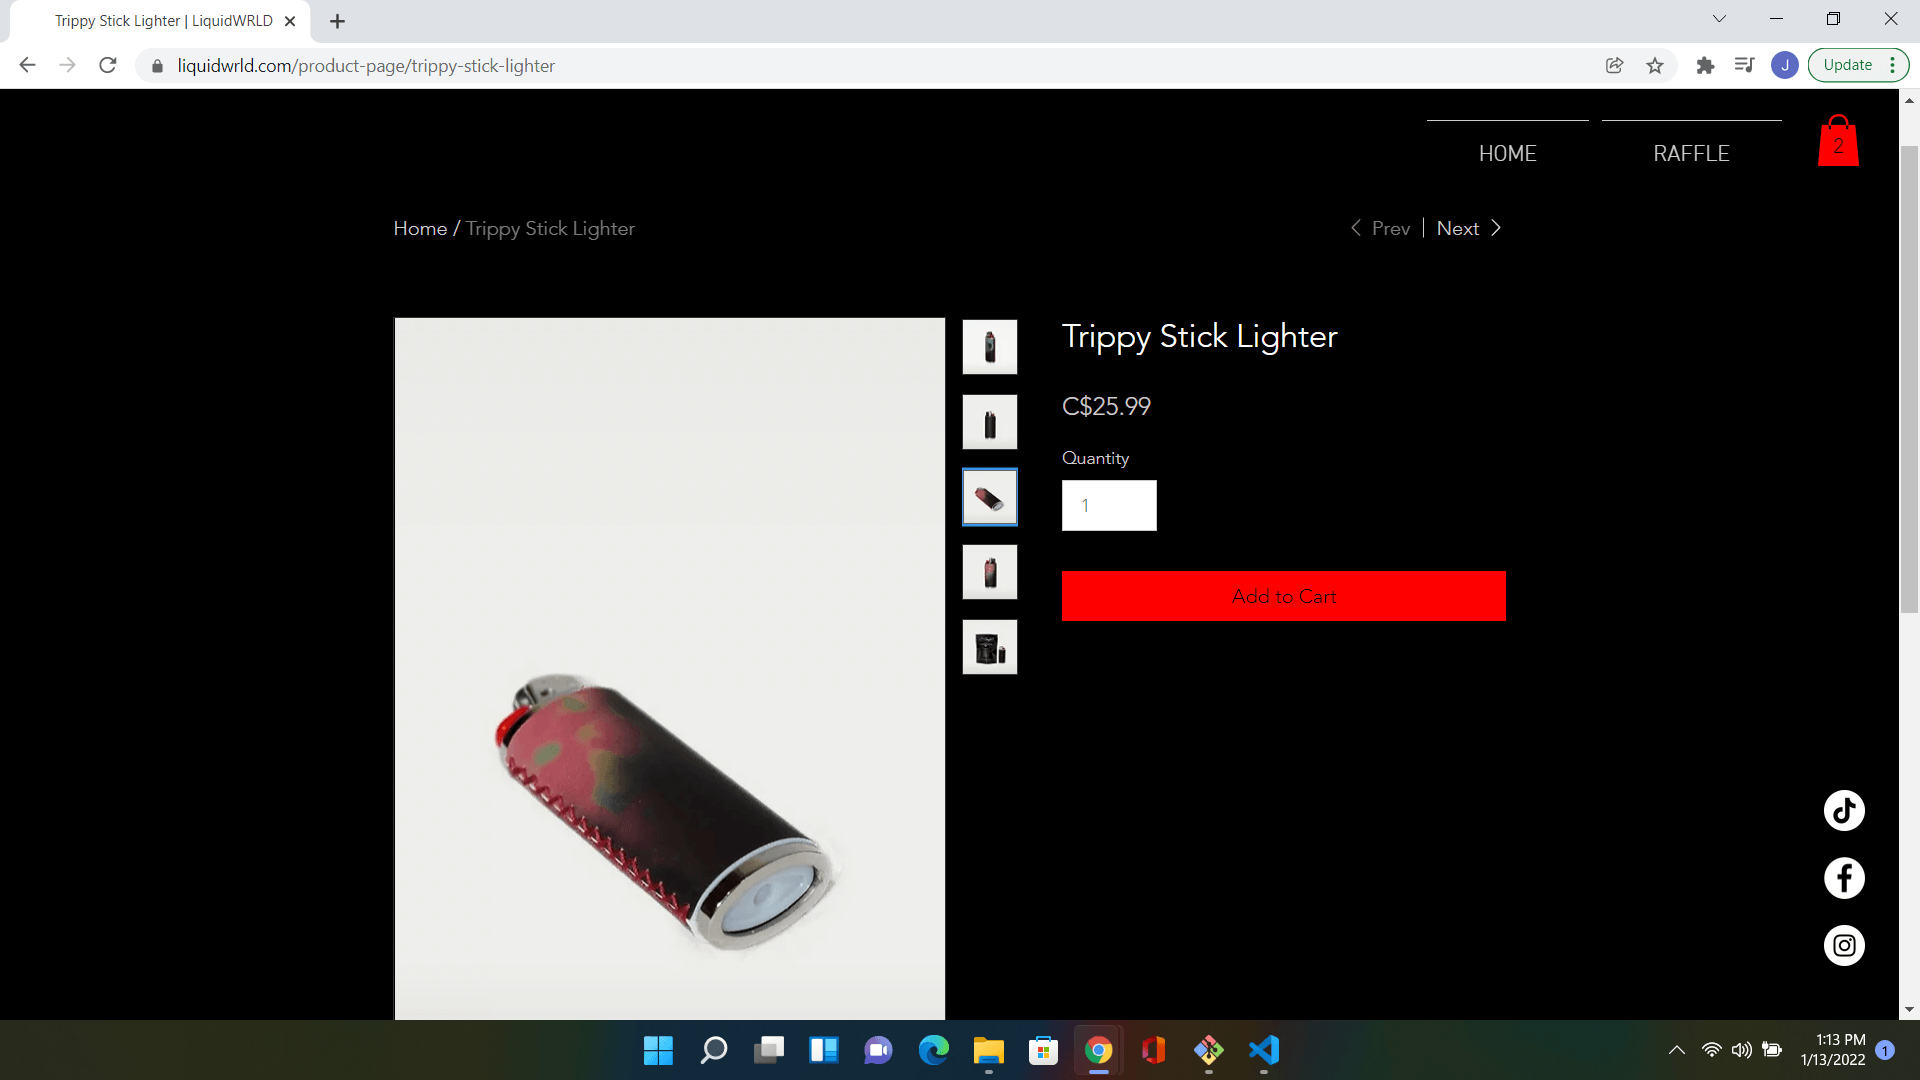 Trippy Stick Lighter | LiquidWRLD
liquidwrld.com/product-page/trippy-stick-lighter
J
Update
HOME
RAFFLE
2
Home / Trippy Stick Lighter
Prev
Next
Trippy Stick Lighter
C$25.99
Quantity
1
Add to Cart
1:13 PM
1/13/2022
1